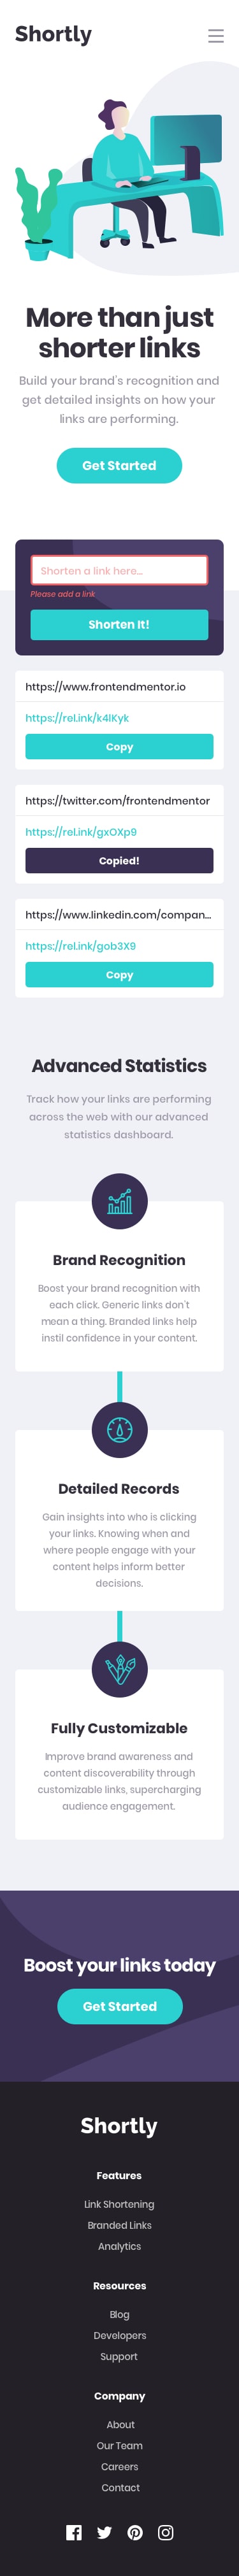 Shortly
More than just
shorter links
Build your brand's recognition and
get detailed insights on how your
links are performing.
Get Started
Shorten a link here...
Please add a link
Shorten It!
https://www.frontendmentor.io
https://rel.ink/k4lKyk
Copy
https://twitter.com/frontendmentor
https://rel.ink/gxOXp9
Copied!
https://www.linkedin.com/compan...
https://rel.ink/gob3X9
Copy
Advanced Statistics
Track how your links are performing
across the web with our advanced
statistics dashboard.
Brand Recognition
Boost your brand recognition with
each click. Generic links don't
mean a thing. Branded links help
instil confidence in your content.
Detailed Records
Gain insights into who is clicking
your links. Knowing when and
where people engage with your
content helps inform better
decisions.
Fully Customizable
Improve brand awareness and
content discoverability through
customizable links, supercharging
audience engagement.
Boost your links today
Get Started
Shortly
Features
Link Shortening
Branded Links
Analytics
Resources
Blog
Developers
Support
Company
About
Our Team
Careers
Contact